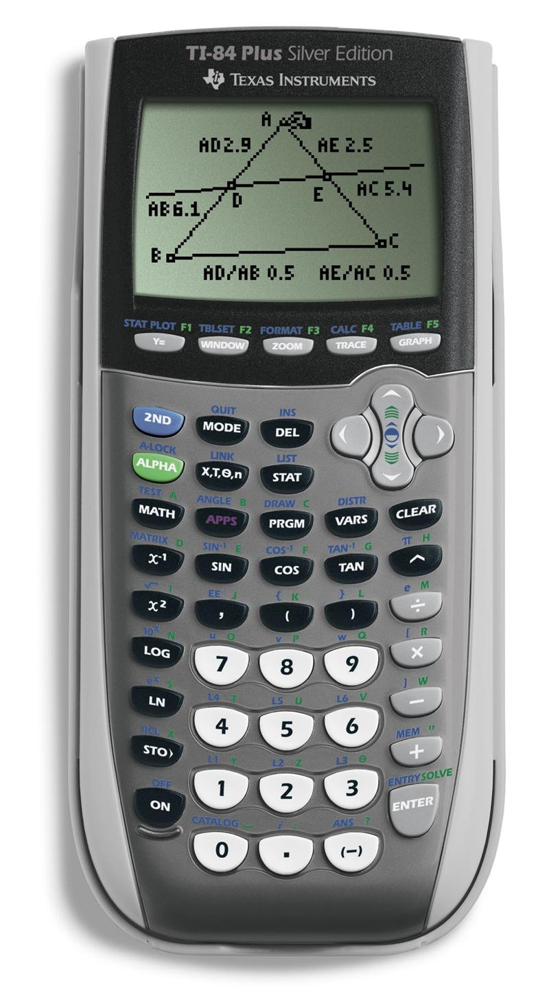 TI-84 Plus Silver Edition
TEXAS INSTRUMENTS
A
AD 2.9 AE 2.5
AB 6.1 D E AC 5.4
B C
AD/AB 0.5 AE/AC 0.5
STAT PLOT F1 TBLSET F2 FORMAT F3 CALC F4 TABLE F5
Y= WINDOW ZOOM TRACE GRAPH
QUIT INS
2ND MODE DEL
A-LOCK LINK LIST
ALPHA X,T,Θ,n STAT
TEST A ANGLE B DRAW C DISTR
MATH APPS PRGM VARS CLEAR
MATRIX D SIN⁻¹ E COS⁻¹ F TAN⁻¹ G π H
x⁻¹ SIN COS TAN ^
√ I EE J { K } L e M
x² , ( ) ÷
10ˣ N u O v P w Q [ R
LOG 7 8 9 ×
eˣ S L4 T L5 U L6 V ] W
LN 4 5 6 −
RCL X L1 Y L2 Z L3 Θ MEM "
STO› 1 2 3 +
OFF CATALOG ⎵ i : ANS ? ENTRY SOLVE
ON 0 . (−) ENTER